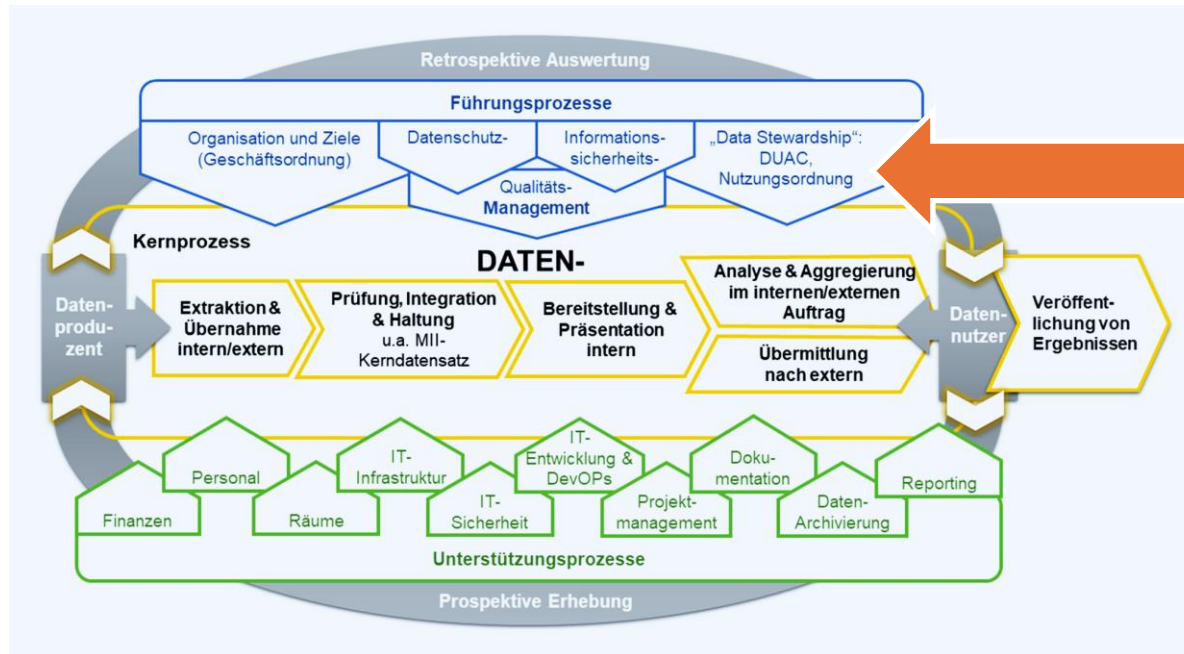 Retrospektive Auswertung
Führungsprozesse
Organisation und Ziele
(Geschäftsordnung)
Datenschutz-
Informations-
sicherheits-
„Data Stewardship“:
DUAC,
Nutzungsordnung
Qualitäts-
Management
Kernprozess
DATEN-
Daten-
produ-
zent
Extraktion &
Übernahme
intern/extern
Prüfung, Integration
& Haltung
u.a. MII-
Kerndatensatz
Bereitstellung &
Präsentation
intern
Analyse & Aggregierung
im internen/externen
Auftrag
Übermittlung
nach extern
Daten-
nutzer
Veröffent-
lichung von
Ergebnissen
Finanzen
Personal
Räume
IT-
Infrastruktur
IT-
Sicherheit
IT-
Entwicklung &
DevOPs
Projekt-
management
Doku-
mentation
Daten-
Archivierung
Reporting
Unterstützungsprozesse
Prospektive Erhebung